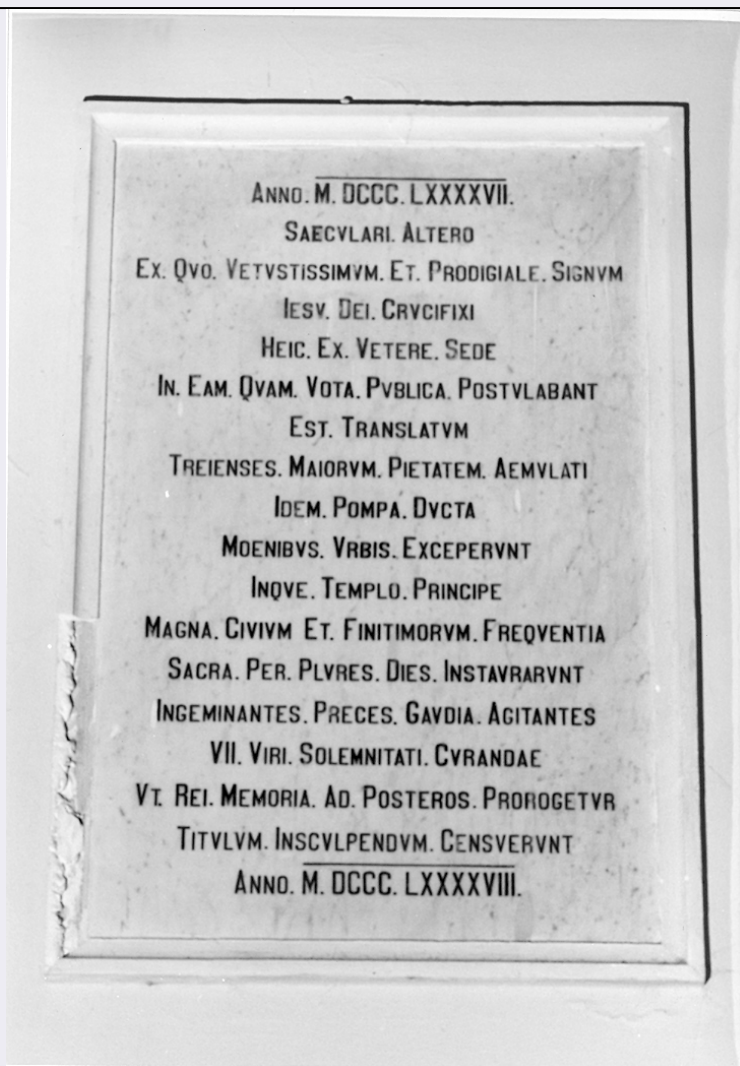 ANNO. M. DCCC. LXXXXVII.
SAECVLARI. ALTERO
EX. QVO. VETVSTISSIMVM. ET. PRODIGIALE. SIGNVM
IESV. DEI. CRVCIFIXI
HEIC. EX. VETERE. SEDE
IN. EAM. QVAM. VOTA. PVBLICA. POSTVLABANT
EST. TRANSLATVM
TREIENSES. MAIORVM. PIETATEM. AEMVLATI
IDEM. POMPA. DVCTA
MOENIBVS. VRBIS. EXCEPERVNT
INQVE. TEMPLO. PRINCIPE
MAGNA. CIVIVM ET. FINITIMORVM. FREQVENTIA
SACRA. PER. PLVRES. DIES. INSTAVRARVNT
INGEMINANTES. PRECES. GAVDIA. AGITANTES
VII. VIRI. SOLEMNITATI. CVRANDAE
VT. REI. MEMORIA. AD. POSTEROS. PROROGETVR
TITVLVM. INSCVLPENDVM. CENSVERVNT
ANNO. M. DCCC. LXXXXVIII.